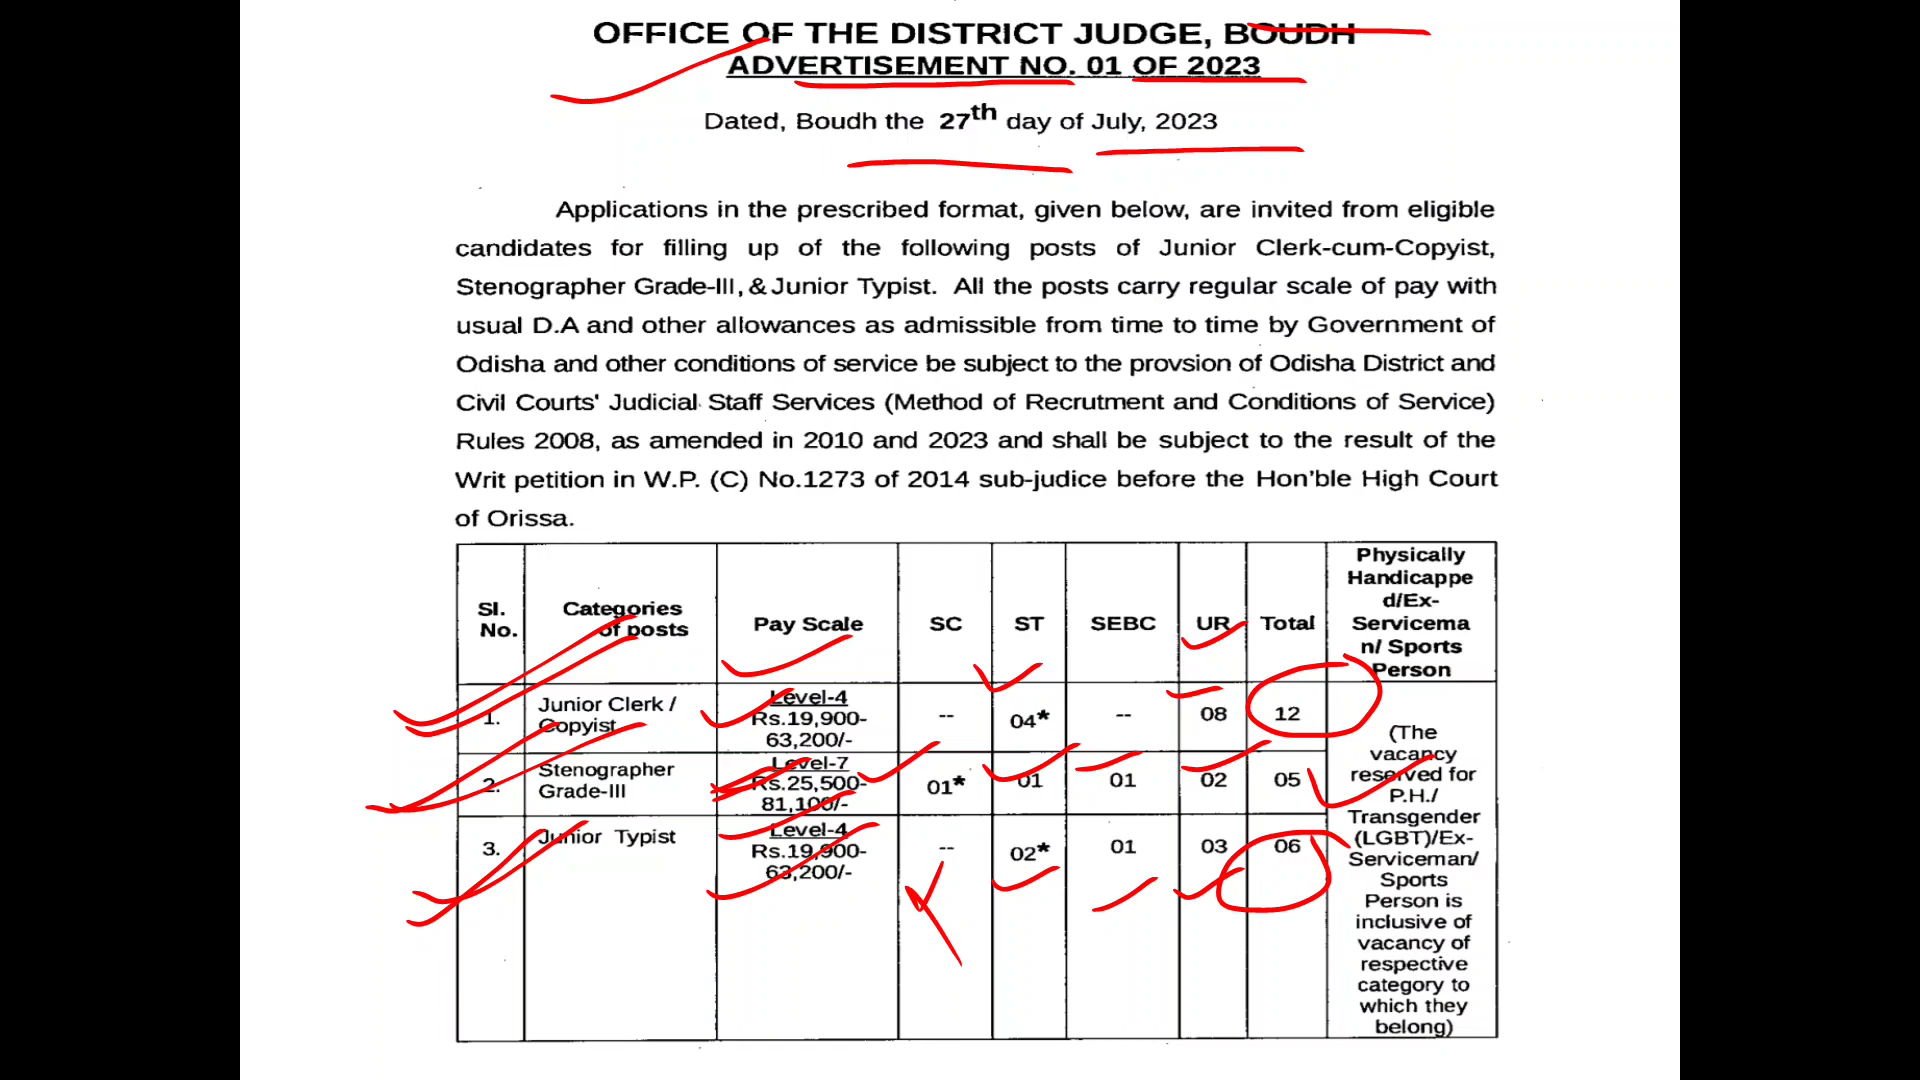 OFFICE OF THE DISTRICT JUDGE, BOUDH
ADVERTISEMENT NO. 01 OF 2023
Dated, Boudh the 27th day of July, 2023
Applications in the prescribed format, given below, are invited from eligible
candidates for filling up of the following posts of Junior Clerk-cum-Copyist,
Stenographer Grade-III, & Junior Typist. All the posts carry regular scale of pay with
usual D.A and other allowances as admissible from time to time by Government of
Odisha and other conditions of service be subject to the provsion of Odisha District and
Civil Courts' Judicial Staff Services (Method of Recrutment and Conditions of Service)
Rules 2008, as amended in 2010 and 2023 and shall be subject to the result of the
Writ petition in W.P. (C) No.1273 of 2014 sub-judice before the Hon'ble High Court
of Orissa.
Sl. No. Categories of posts Pay Scale SC ST SEBC UR Total Physically
Handicappe
d/Ex-
Servicema
n/ Sports
Person
1. Junior Clerk / Copyist Level-4 Rs.19,900-63,200/- -- 04* -- 08 12
2. Stenographer Grade-III Level-7 Rs.25,500-81,100/- 01* 01 01 02 05
3. Junior Typist Level-4 Rs.19,900-63,200/- -- 02* 01 03 06
(The
vacancy
reserved for
P.H./
Transgender
(LGBT)/Ex-
Serviceman/
Sports
Person is
inclusive of
vacancy of
respective
category to
which they
belong)